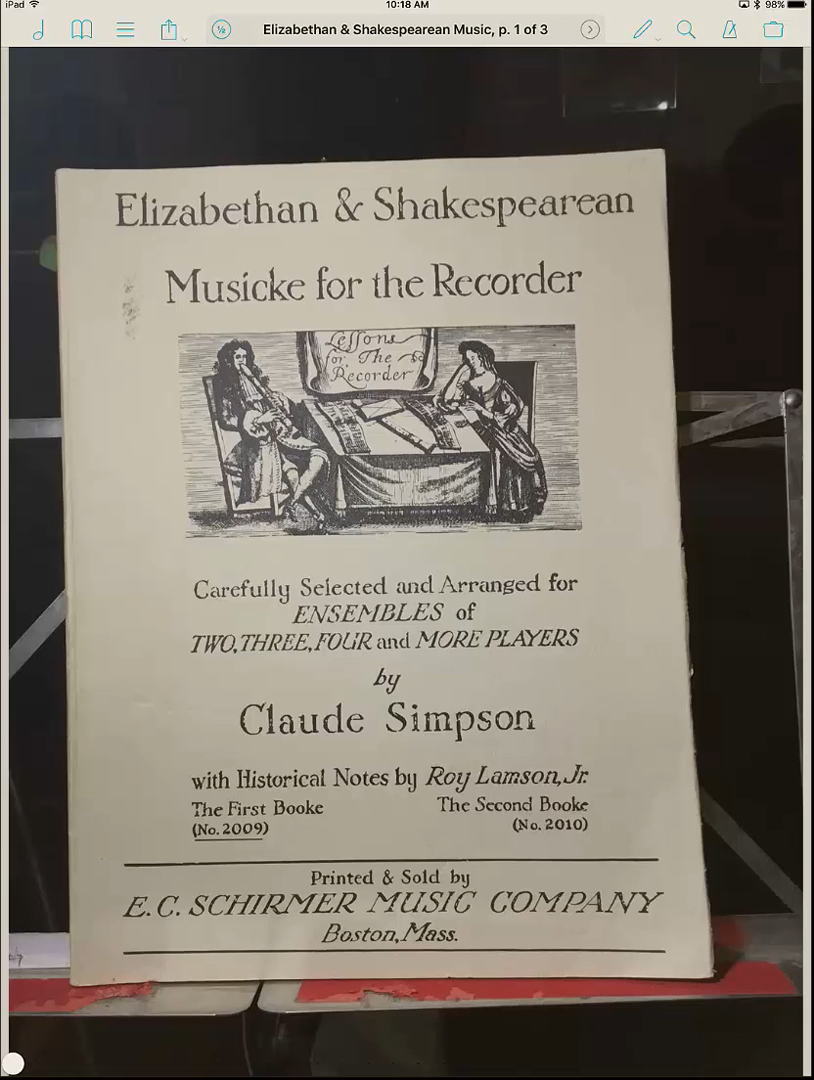 iPad
10:18 AM
98%
½
Elizabethan & Shakespearean Music, p. 1 of 3
Elizabethan & Shakespearean
Musicke for the Recorder
Lessons
for The
Recorder
Carefully Selected and Arranged for
ENSEMBLES of
TWO, THREE, FOUR and MORE PLAYERS
by
Claude Simpson
with Historical Notes by Roy Lamson, Jr.
The First Booke
(No. 2009)
The Second Booke
(No. 2010)
Printed & Sold by
E. C. SCHIRMER MUSIC COMPANY
Boston, Mass.